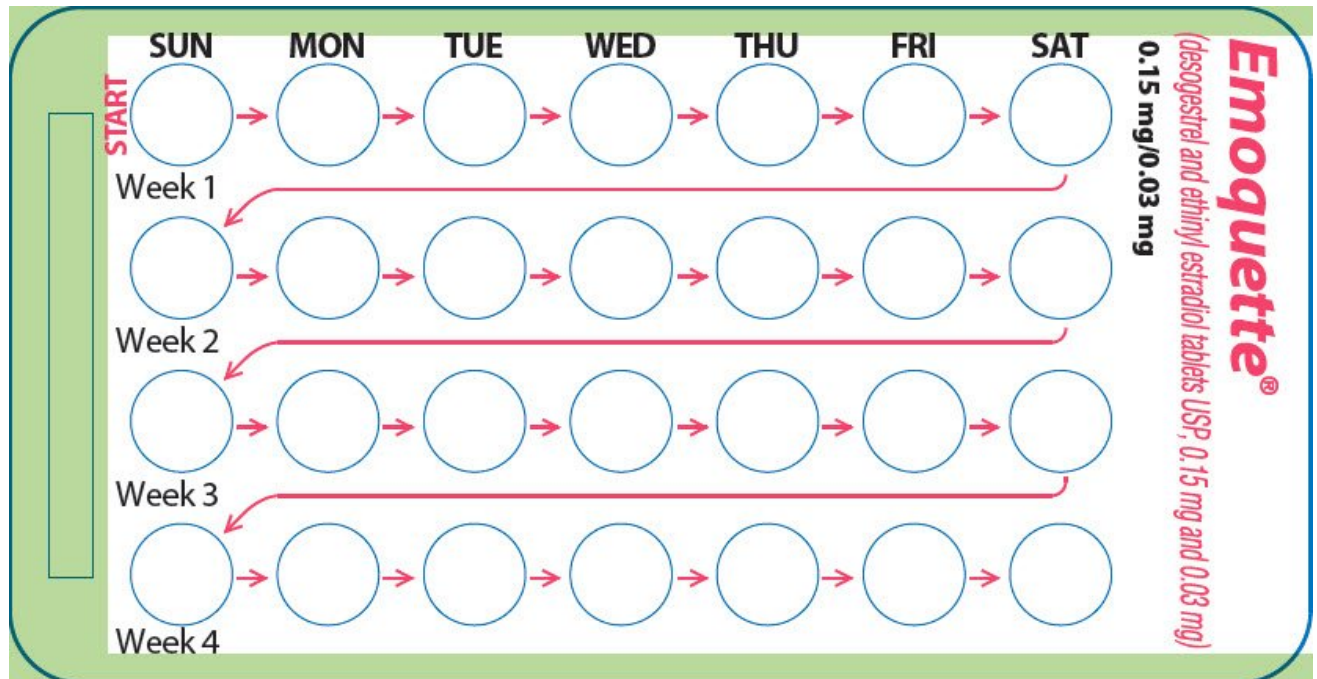 SUN MON TUE WED THU FRI SAT
START
Week 1
Week 2
Week 3
Week 4
0.15 mg/0.03 mg
(desogestrel and ethinyl estradiol tablets USP, 0.15 mg and 0.03 mg)
Emoquette®